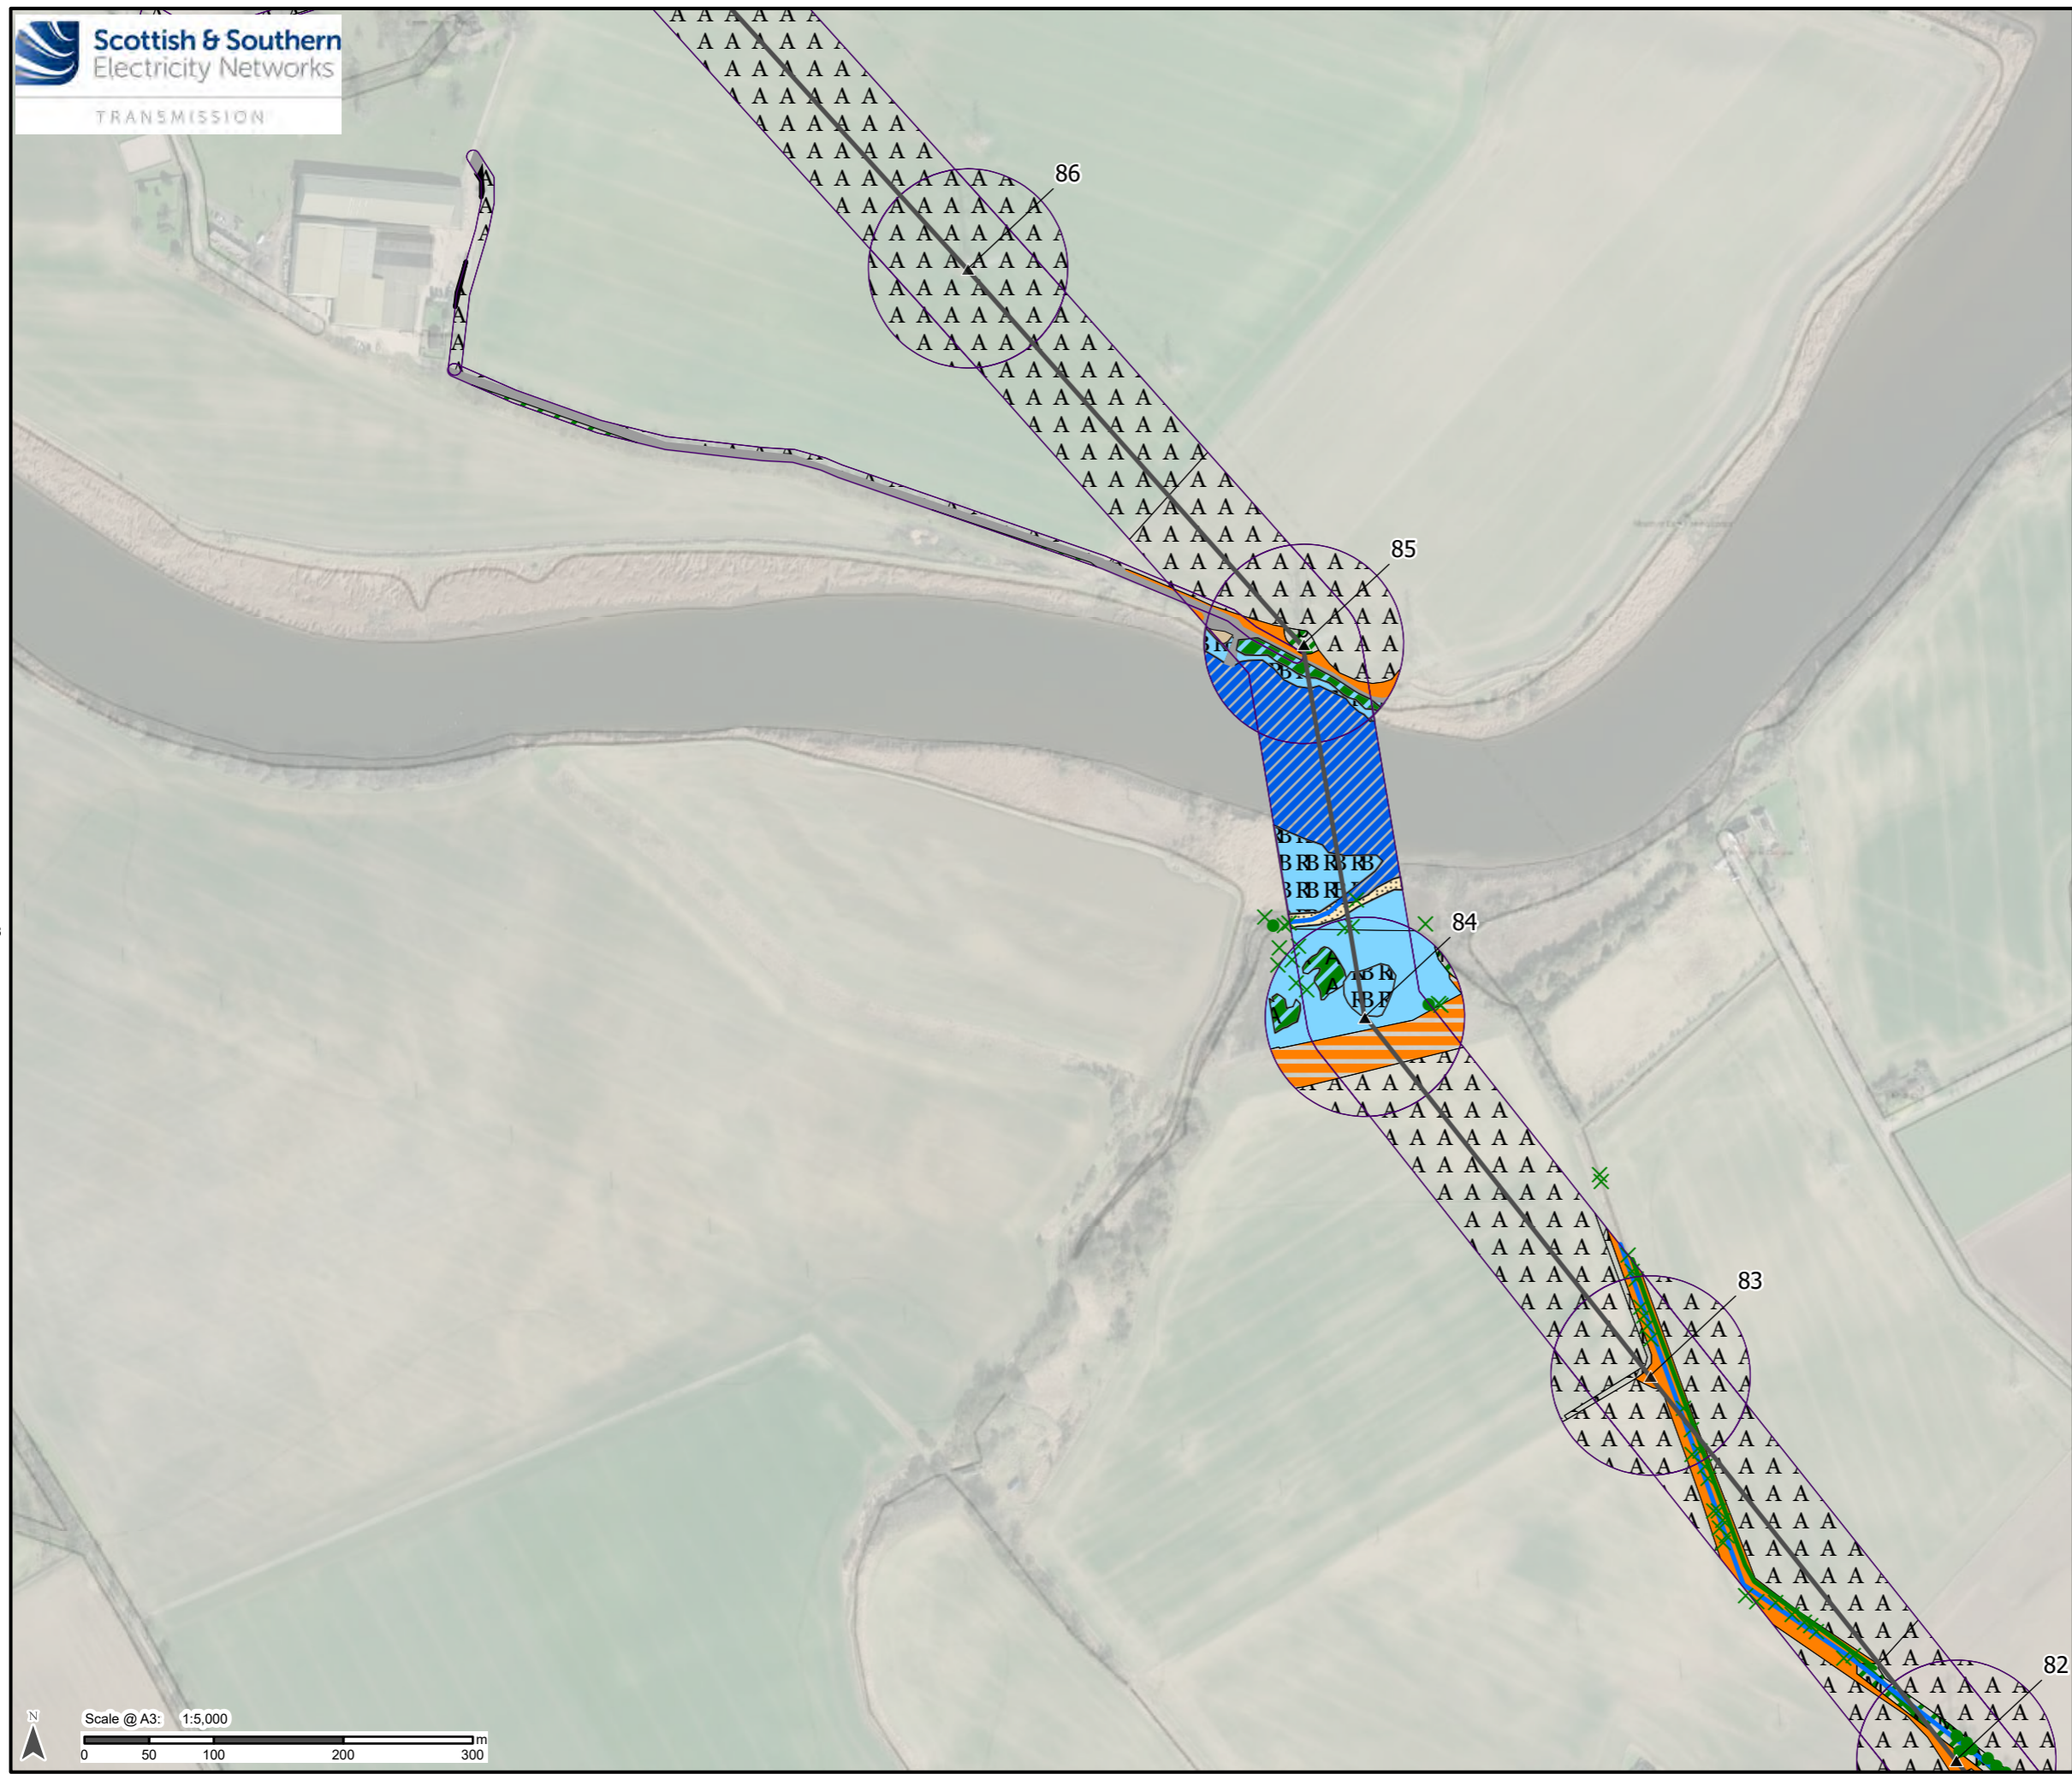 Scottish & Southern
Electricity Networks
TRANSMISSION
86
85
84
83
82
N
Scale @ A3: 1:5,000
m
0 50 100 200 300